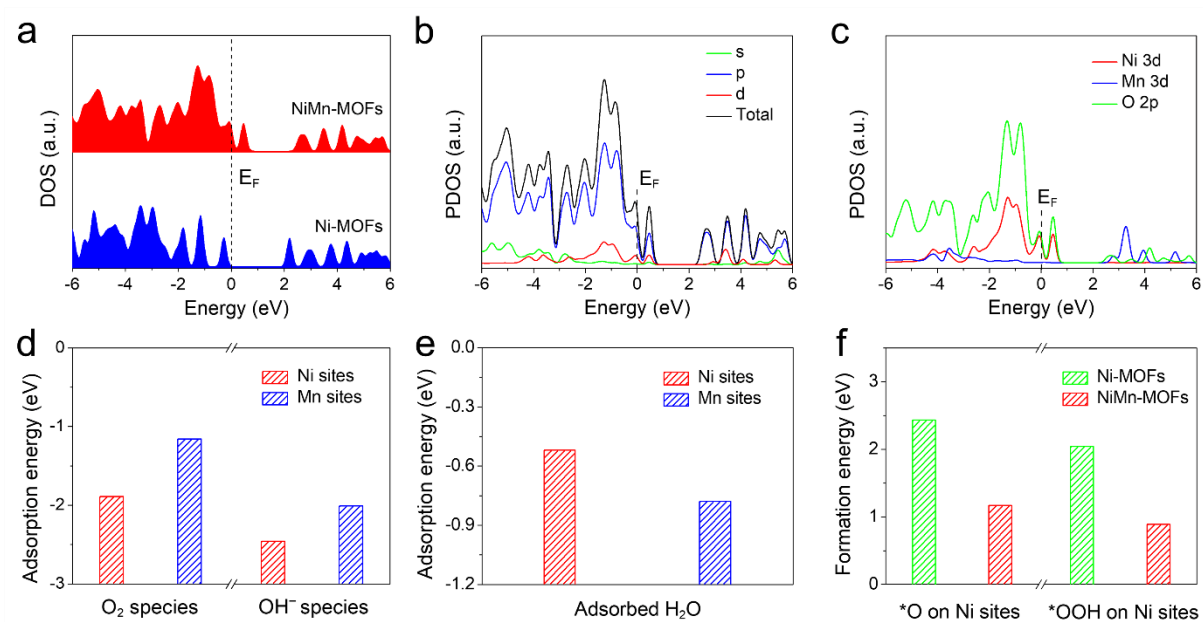 a
DOS (a.u.)
NiMn-MOFs
E_F
Ni-MOFs
-6 -4 -2 0 2 4 6
Energy (eV)
b
PDOS (a.u.)
s
p
d
Total
E_F
-6 -4 -2 0 2 4 6
Energy (eV)
c
PDOS (a.u.)
Ni 3d
Mn 3d
O 2p
E_F
-6 -4 -2 0 2 4 6
Energy (eV)
d
Adsorption energy (eV)
0
-1
-2
-3
Ni sites
Mn sites
O₂ species OH⁻ species
e
Adsorption energy (eV)
0.0
-0.3
-0.6
-0.9
-1.2
Ni sites
Mn sites
Adsorbed H₂O
f
Formation energy (eV)
3
2
1
0
Ni-MOFs
NiMn-MOFs
*O on Ni sites *OOH on Ni sites